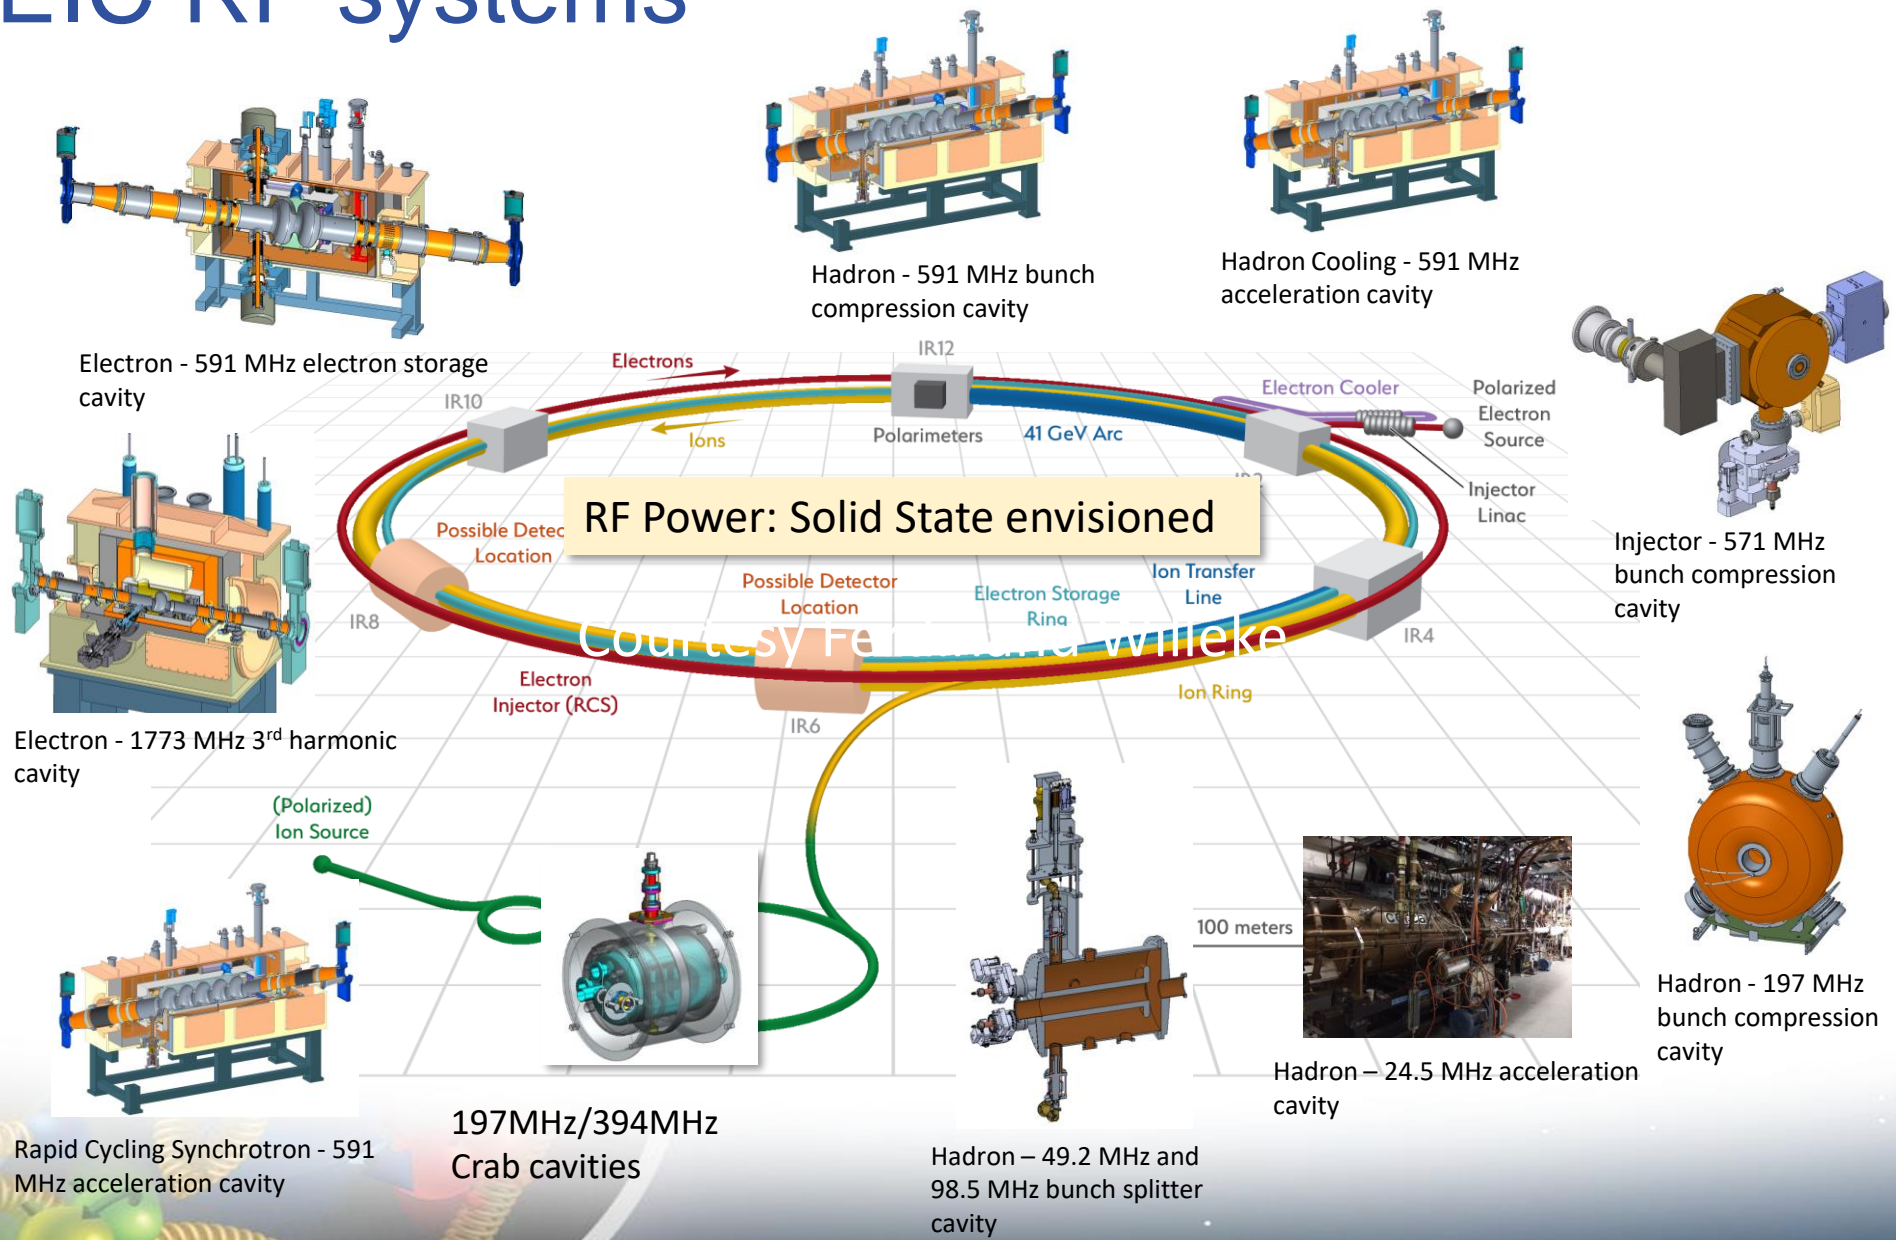 EIC RF systems
Hadron - 591 MHz bunch
compression cavity
Hadron Cooling - 591 MHz
acceleration cavity
Electron - 591 MHz electron storage
cavity
Electrons
IR12
IR10
Ions
Polarimeters
41 GeV Arc
Electron Cooler
Polarized
Electron
Source
Injector
Linac
RF Power: Solid State envisioned
Possible
Location
Injector - 571 MHz
bunch compression
cavity
Possible Detector
Location
Electron Storage
Ring
Ion Transfer
Line
IR8
IR4
Courtesy Ferdinand Willeke
Electron
Injector (RCS)
IR6
Ion Ring
Electron - 1773 MHz 3rd harmonic
cavity
(Polarized)
Ion Source
100 meters
Hadron - 197 MHz
bunch compression
cavity
Hadron – 24.5 MHz acceleration
cavity
Rapid Cycling Synchrotron - 591
MHz acceleration cavity
197MHz/394MHz
Crab cavities
Hadron – 49.2 MHz and
98.5 MHz bunch splitter
cavity